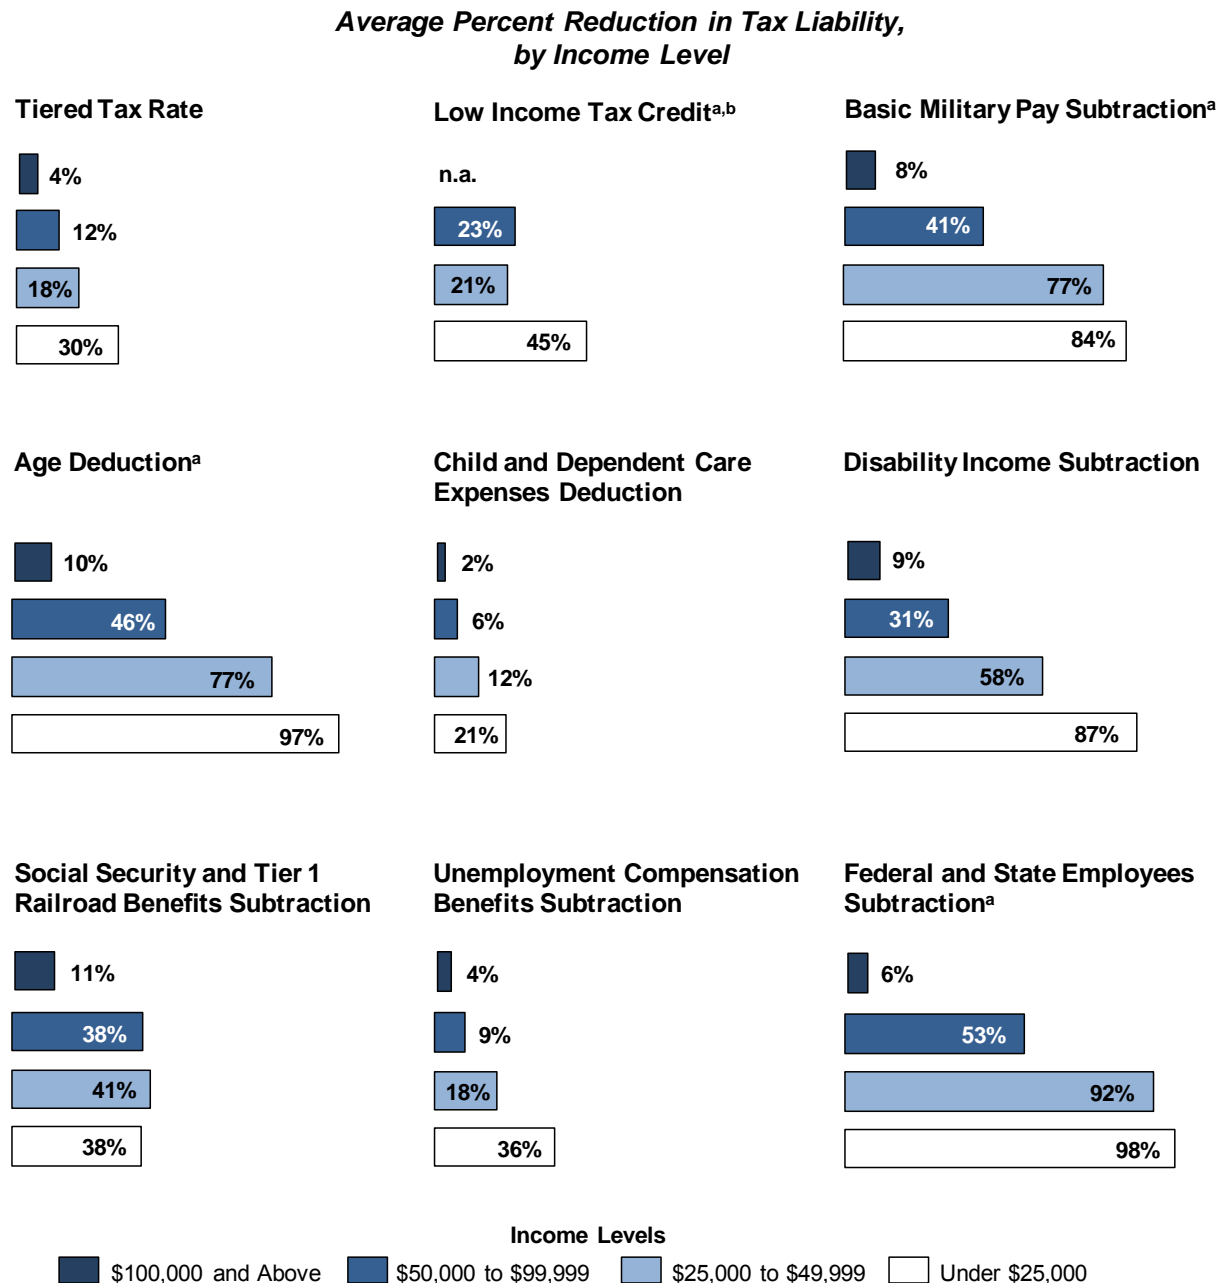 Average Percent Reduction in Tax Liability,
by Income Level
Tiered Tax Rate
4%
12%
18%
30%
Low Income Tax Creditᵃ,ᵇ
n.a.
23%
21%
45%
Basic Military Pay Subtractionᵃ
8%
41%
77%
84%
Age Deductionᵃ
10%
46%
77%
97%
Child and Dependent Care
Expenses Deduction
2%
6%
12%
21%
Disability Income Subtraction
9%
31%
58%
87%
Social Security and Tier 1
Railroad Benefits Subtraction
11%
38%
41%
38%
Unemployment Compensation
Benefits Subtraction
4%
9%
18%
36%
Federal and State Employees
Subtractionᵃ
6%
53%
92%
98%
Income Levels
$100,000 and Above $50,000 to $99,999 $25,000 to $49,999 Under $25,000